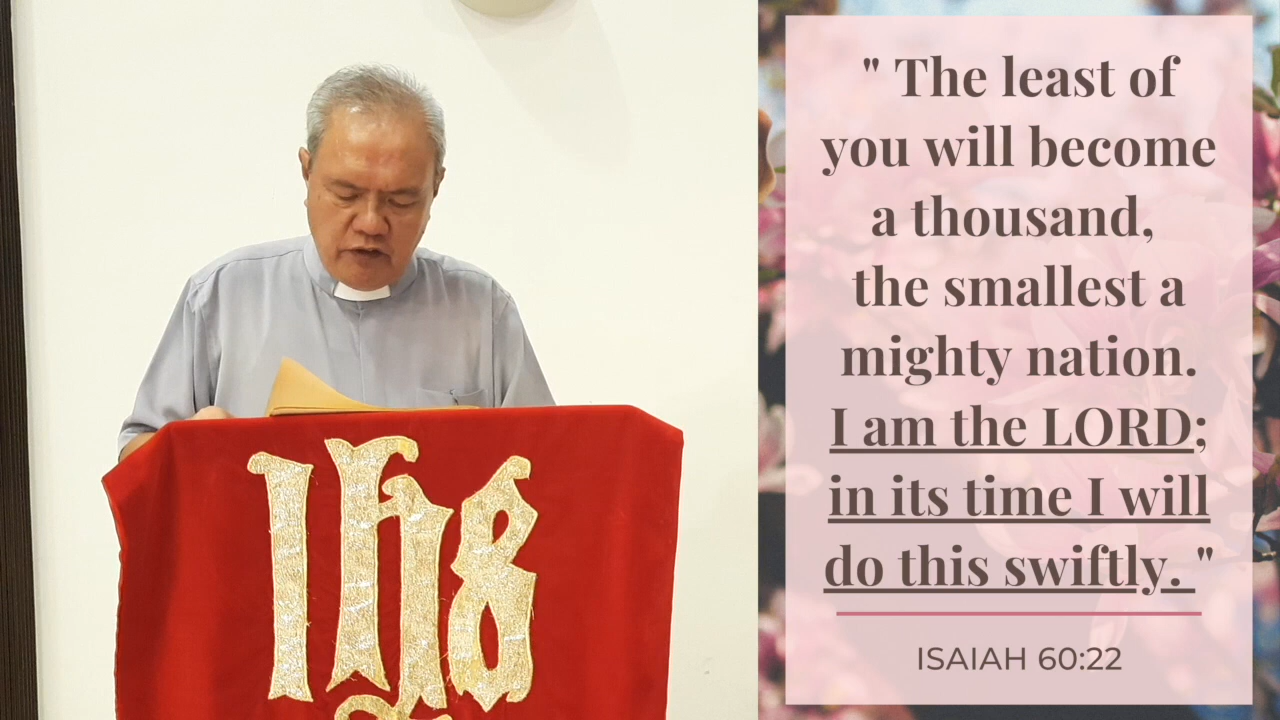 IHS
" The least of
you will become
a thousand,
the smallest a
mighty nation.
I am the LORD;
in its time I will
do this swiftly. "
ISAIAH 60:22